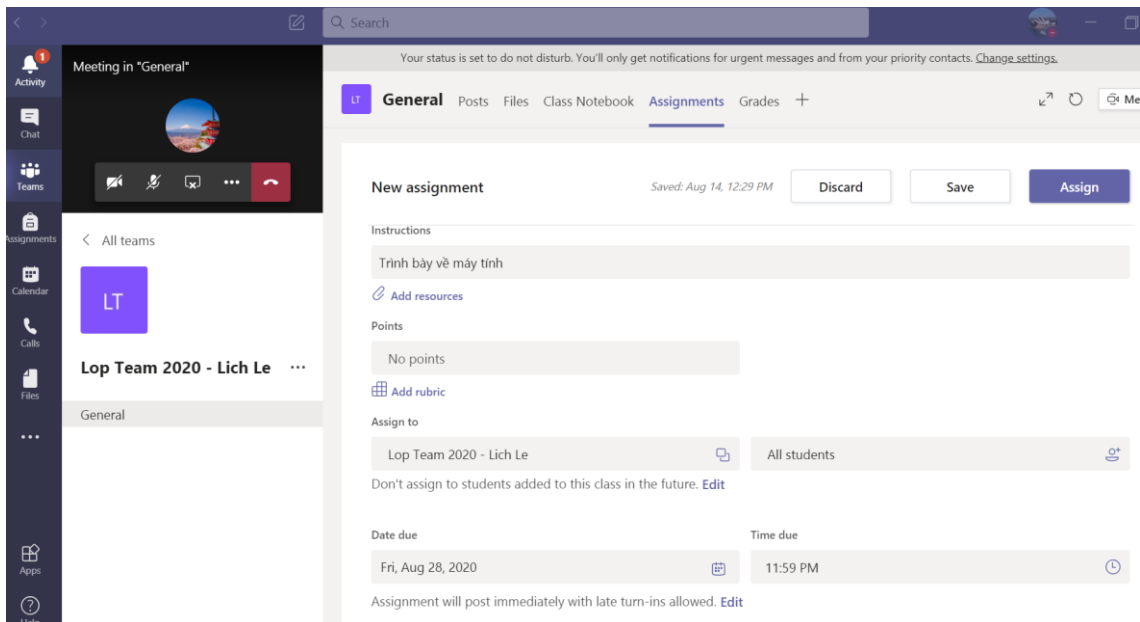 Search
Your status is set to do not disturb. You'll only get notifications for urgent messages and from your priority contacts. Change settings.
1
Activity
Chat
Teams
Assignments
Calendar
Calls
Files
Apps
Help
Meeting in "General"
All teams
LT
Lop Team 2020 - Lich Le
General
LT General Posts Files Class Notebook Assignments Grades Me
New assignment Saved: Aug 14, 12:29 PM Discard Save Assign
Instructions
Trình bày về máy tính
Add resources
Points
No points
Add rubric
Assign to
Lop Team 2020 - Lich Le All students
Don't assign to students added to this class in the future. Edit
Date due Time due
Fri, Aug 28, 2020 11:59 PM
Assignment will post immediately with late turn-ins allowed. Edit